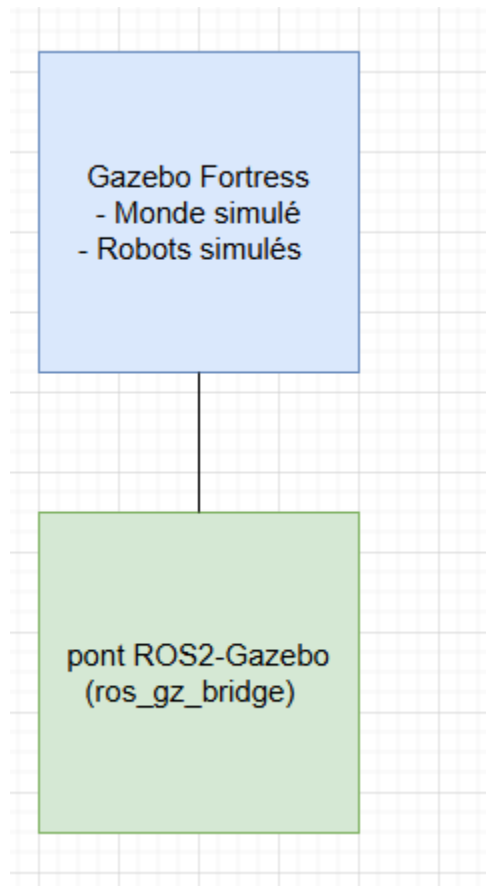 Gazebo Fortress
- Monde simulé
- Robots simulés
pont ROS2-Gazebo
(ros_gz_bridge)